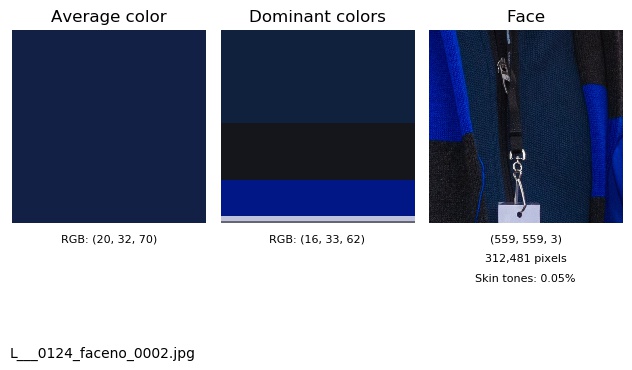 Average color
Dominant colors
Face
RGB: (20, 32, 70)
RGB: (16, 33, 62)
(559, 559, 3)
312,481 pixels
Skin tones: 0.05%
L___0124_faceno_0002.jpg